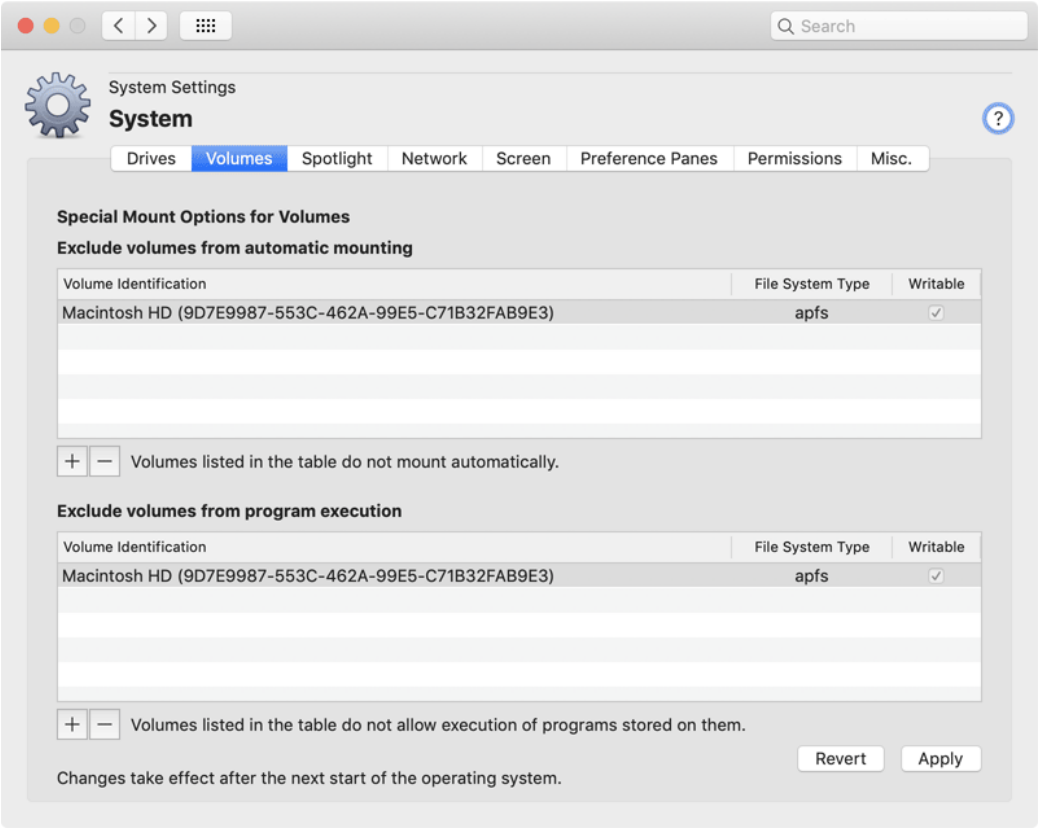 Search
System Settings
System
?
Drives Volumes Spotlight Network Screen Preference Panes Permissions Misc.
Special Mount Options for Volumes
Exclude volumes from automatic mounting
Volume Identification File System Type Writable
Macintosh HD (9D7E9987-553C-462A-99E5-C71B32FAB9E3) apfs
+ − Volumes listed in the table do not mount automatically.
Exclude volumes from program execution
Volume Identification File System Type Writable
Macintosh HD (9D7E9987-553C-462A-99E5-C71B32FAB9E3) apfs
+ − Volumes listed in the table do not allow execution of programs stored on them.
Revert Apply
Changes take effect after the next start of the operating system.